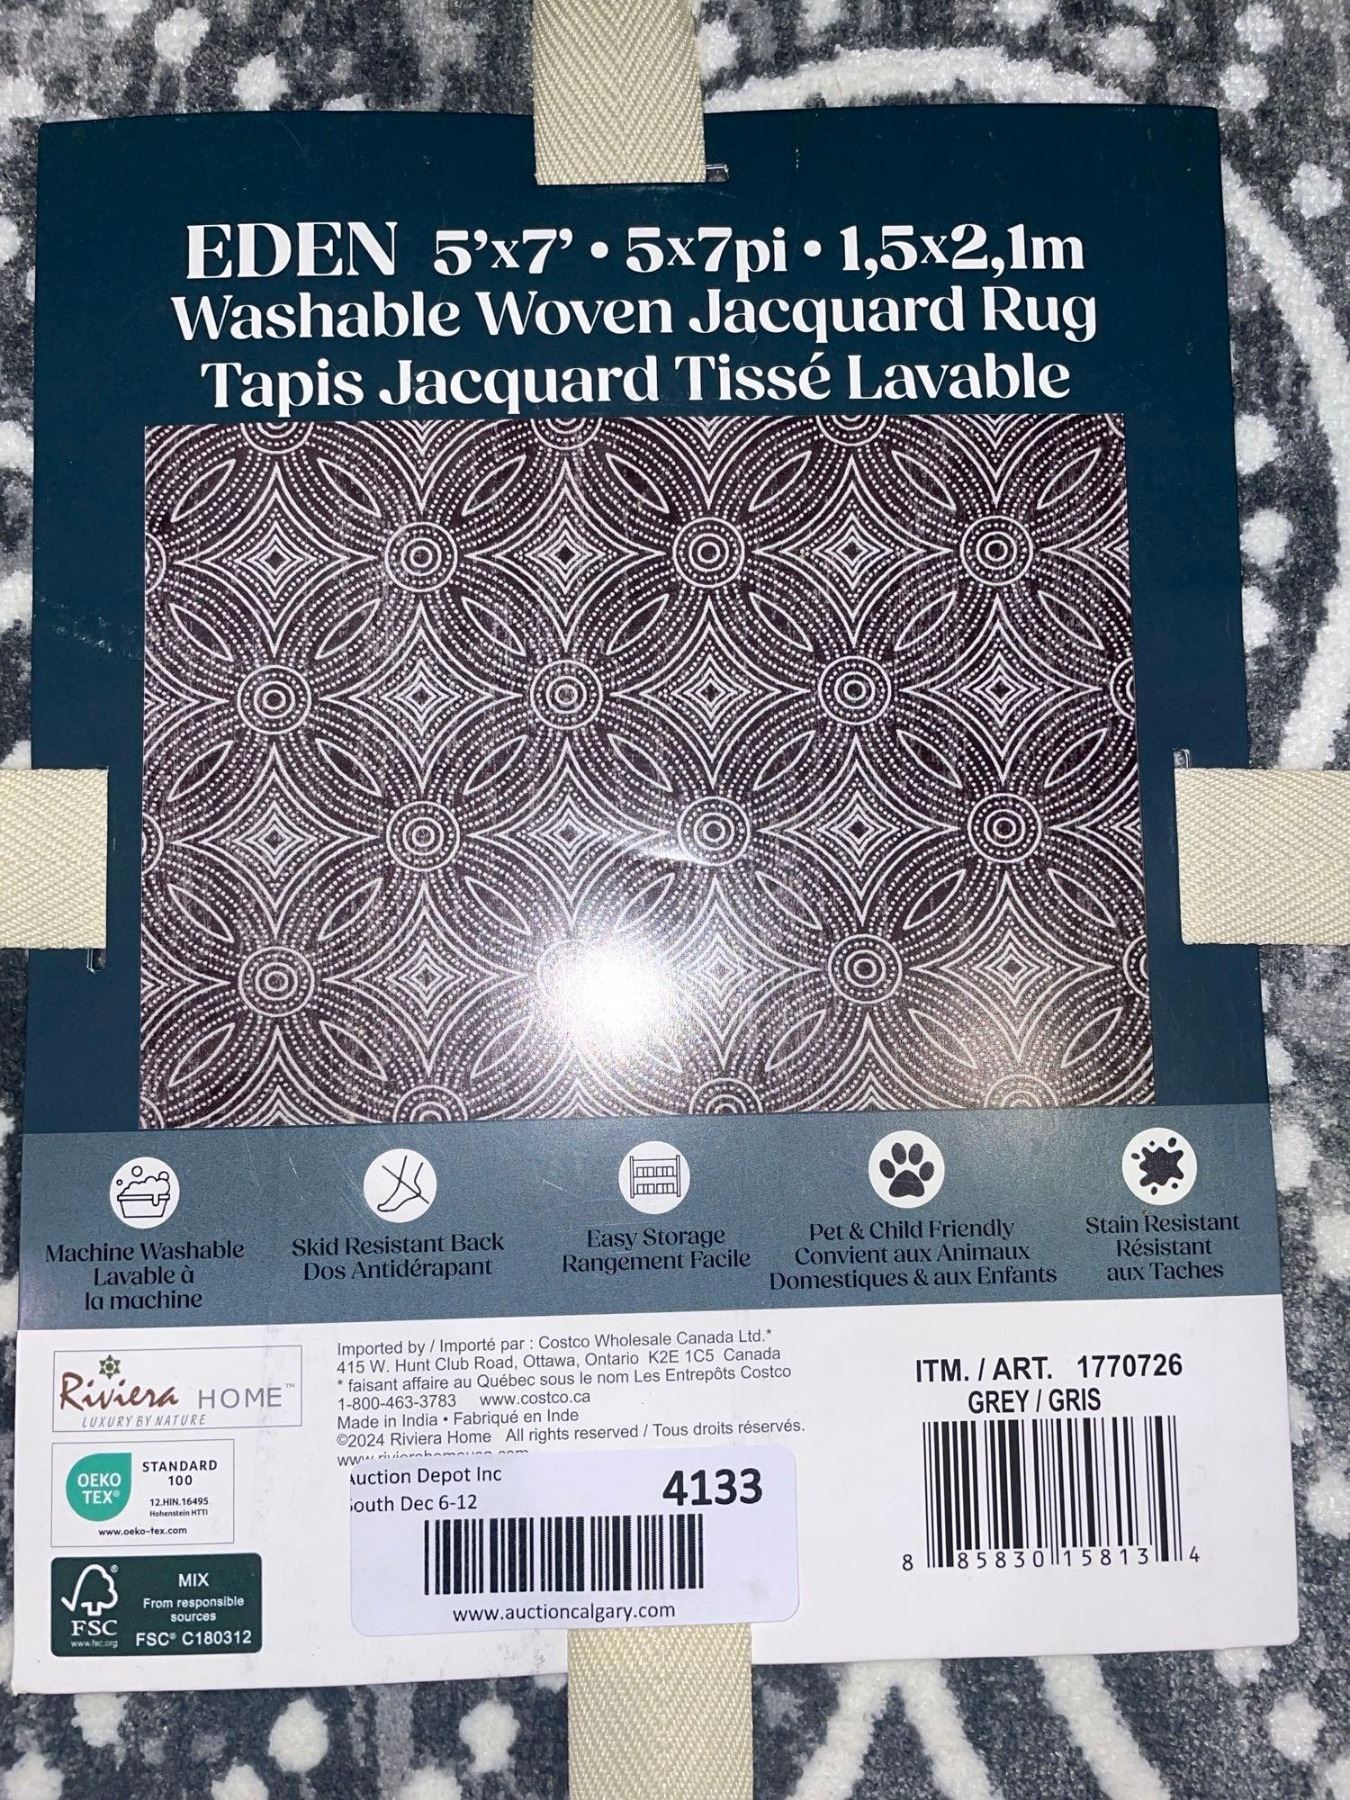 EDEN 5’x7’ • 5x7pi • 1,5x2,1m
Washable Woven Jacquard Rug
Tapis Jacquard Tissé Lavable
Machine Washable
Lavable à
la machine
Skid Resistant Back
Dos Antidérapant
Easy Storage
Rangement Facile
Pet & Child Friendly
Convient aux Animaux
Domestiques & aux Enfants
Stain Resistant
Résistant
aux Taches
Riviera HOME™
LUXURY BY NATURE
OEKO
TEX®
STANDARD
100
12.HIN.16495
Hohenstein HTTI
www.oeko-tex.com
FSC
www.fsc.org
MIX
From responsible
sources
FSC® C180312
Imported by / Importé par : Costco Wholesale Canada Ltd.*
415 W. Hunt Club Road, Ottawa, Ontario K2E 1C5 Canada
* faisant affaire au Québec sous le nom Les Entrepôts Costco
1-800-463-3783 www.costco.ca
Made in India • Fabriqué en Inde
©2024 Riviera Home All rights reserved / Tous droits réservés.
Auction Depot Inc
South Dec 6-12
4133
www.auctioncalgary.com
ITM. / ART. 1770726
GREY / GRIS
8 85830 15813 4